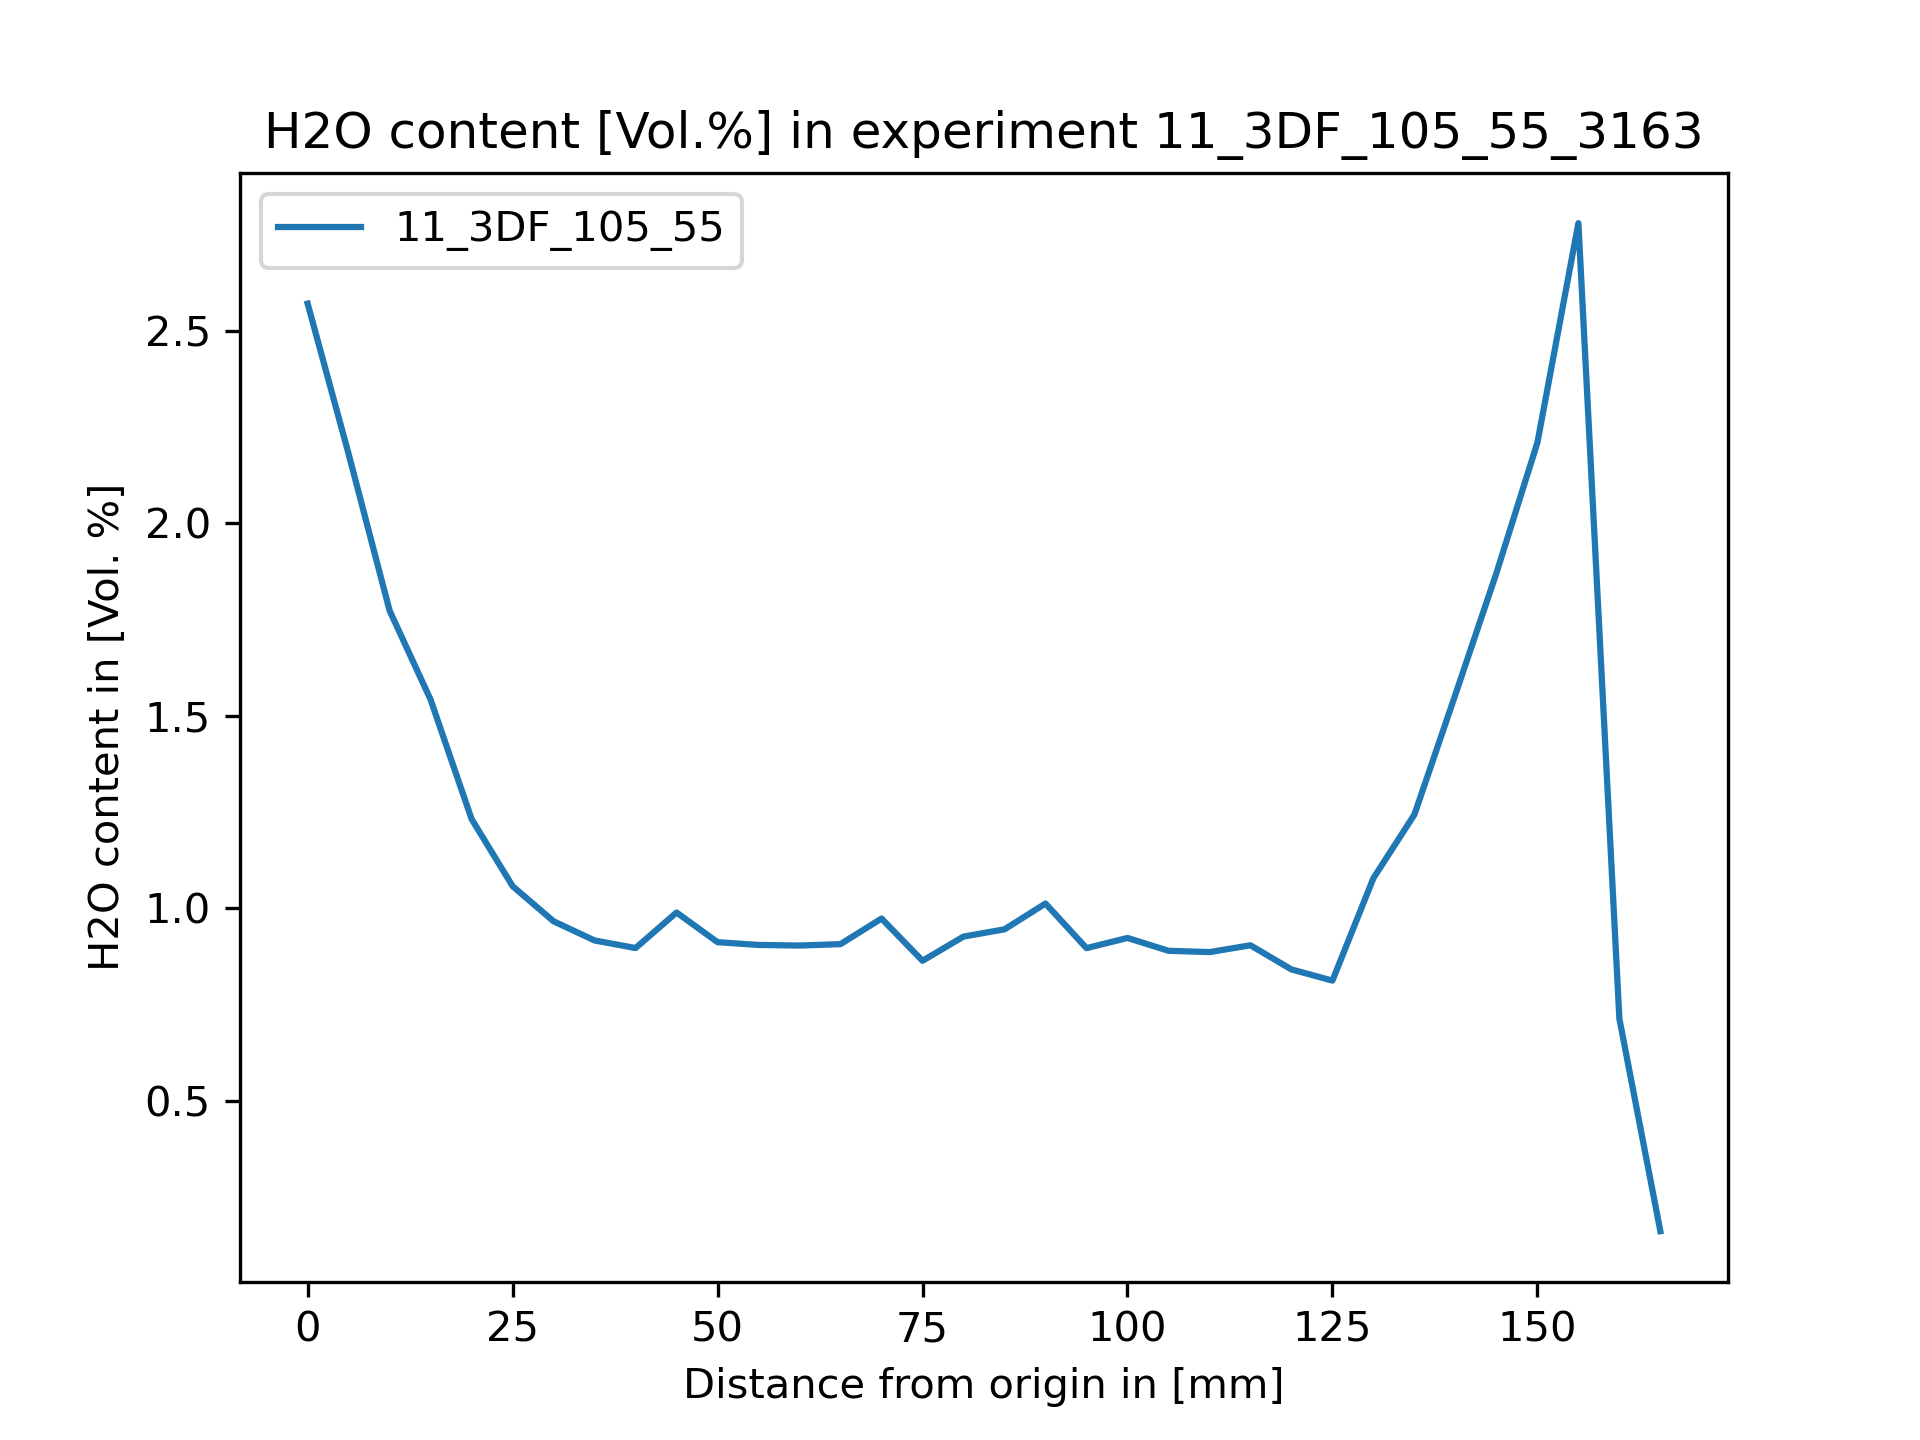 H2O content [Vol.%] in experiment 11_3DF_105_55_3163
11_3DF_105_55
H2O content in [Vol. %]
2.5
2.0
1.5
1.0
0.5
0 25 50 75 100 125 150
Distance from origin in [mm]